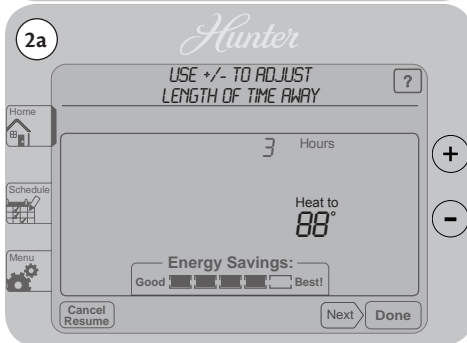 2a
Hunter
USE +/- TO ADJUST
LENGTH OF TIME AWAY
?
Home
3 Hours
+
Schedule
Heat to
88°
-
Menu
Energy Savings:
Good Best!
Cancel
Resume
Next Done